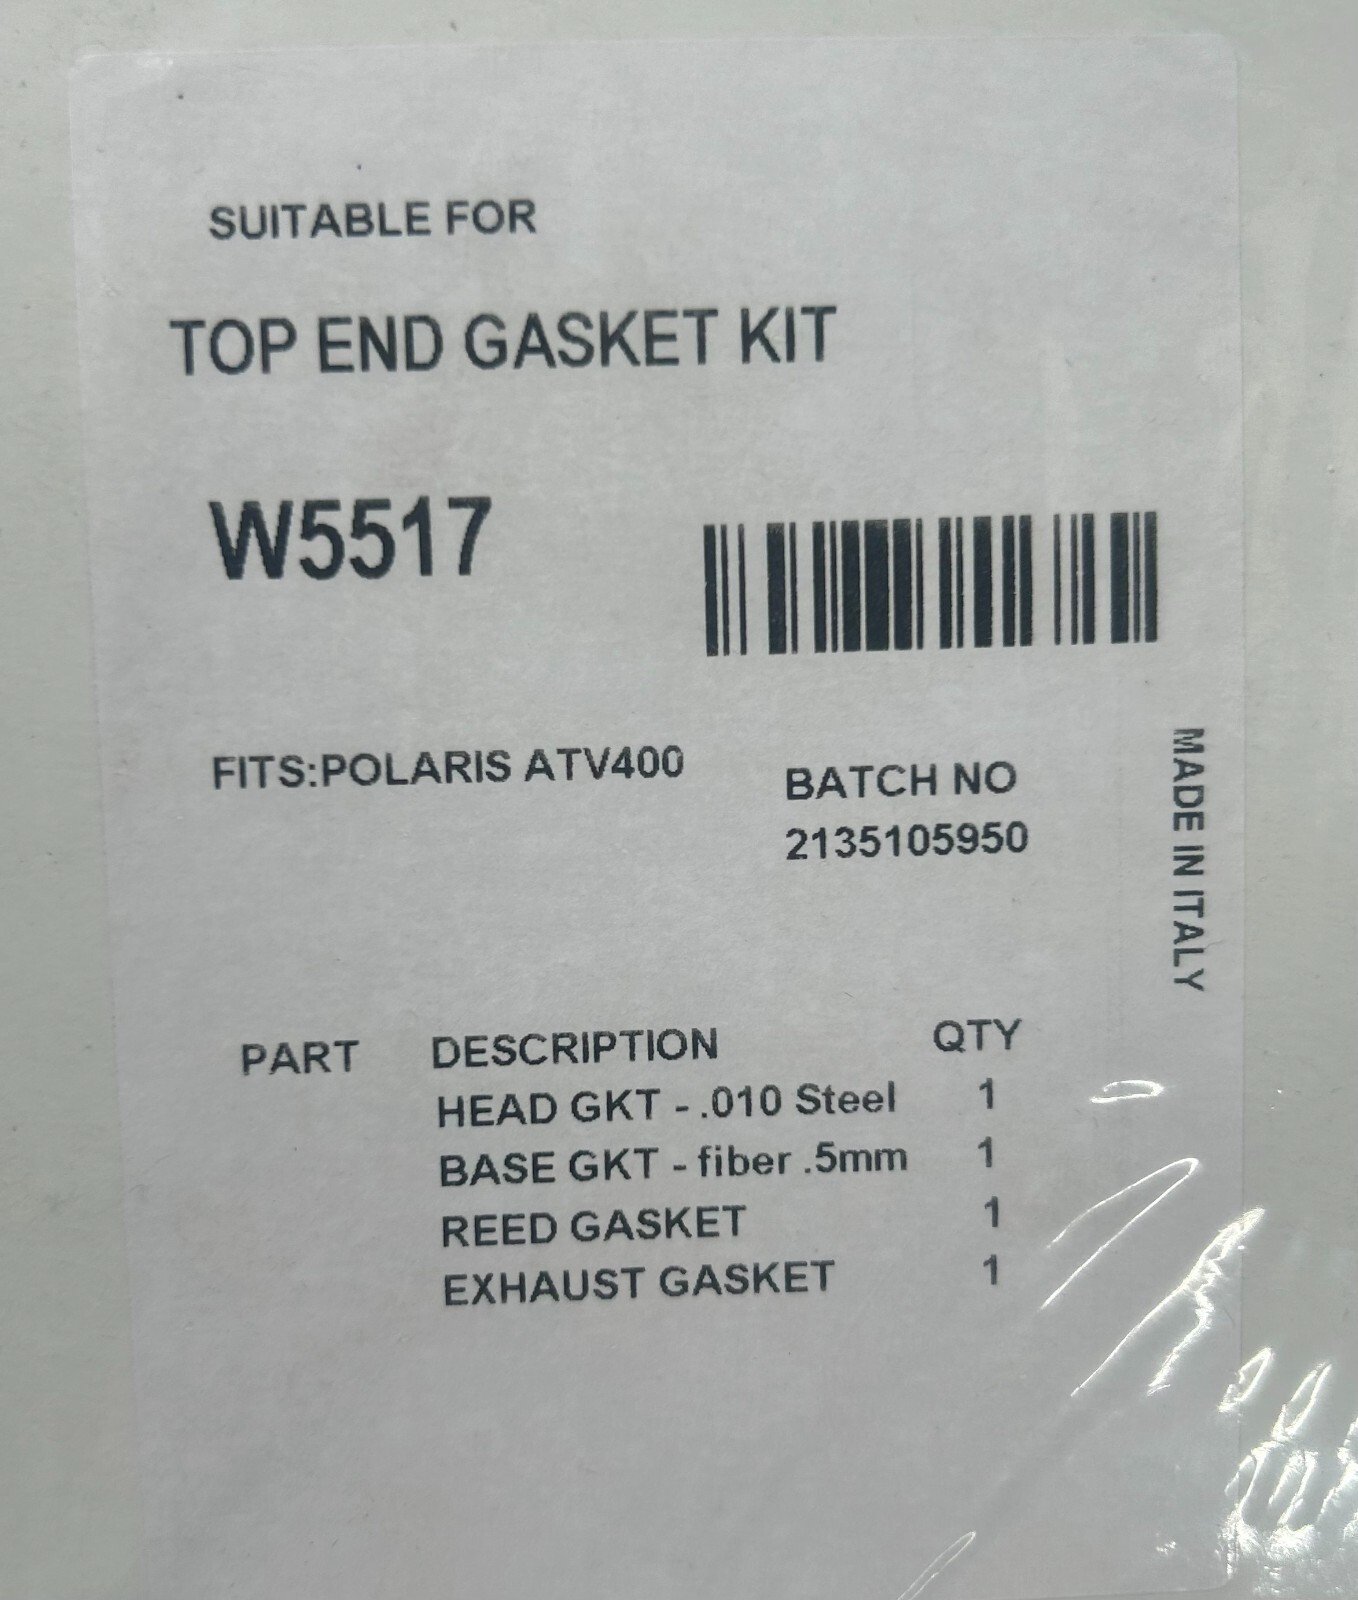 SUITABLE FOR
TOP END GASKET KIT
W5517
FITS:POLARIS ATV400
BATCH NO
2135105950
MADE IN ITALY
PART DESCRIPTION QTY
HEAD GKT - .010 Steel 1
BASE GKT - fiber .5mm 1
REED GASKET 1
EXHAUST GASKET 1